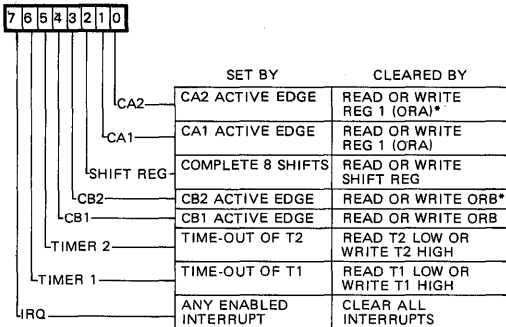 7 6 5 4 3 2 1 0
SET BY CLEARED BY
CA2 CA2 ACTIVE EDGE READ OR WRITE
REG 1 (ORA)*
CA1 CA1 ACTIVE EDGE READ OR WRITE
REG 1 (ORA)
SHIFT REG COMPLETE 8 SHIFTS READ OR WRITE
SHIFT REG
CB2 CB2 ACTIVE EDGE READ OR WRITE ORB*
CB1 CB1 ACTIVE EDGE READ OR WRITE ORB
TIMER 2 TIME-OUT OF T2 READ T2 LOW OR
WRITE T2 HIGH
TIMER 1 TIME-OUT OF T1 READ T1 LOW OR
WRITE T1 HIGH
IRQ ANY ENABLED CLEAR ALL
INTERRUPT INTERRUPTS